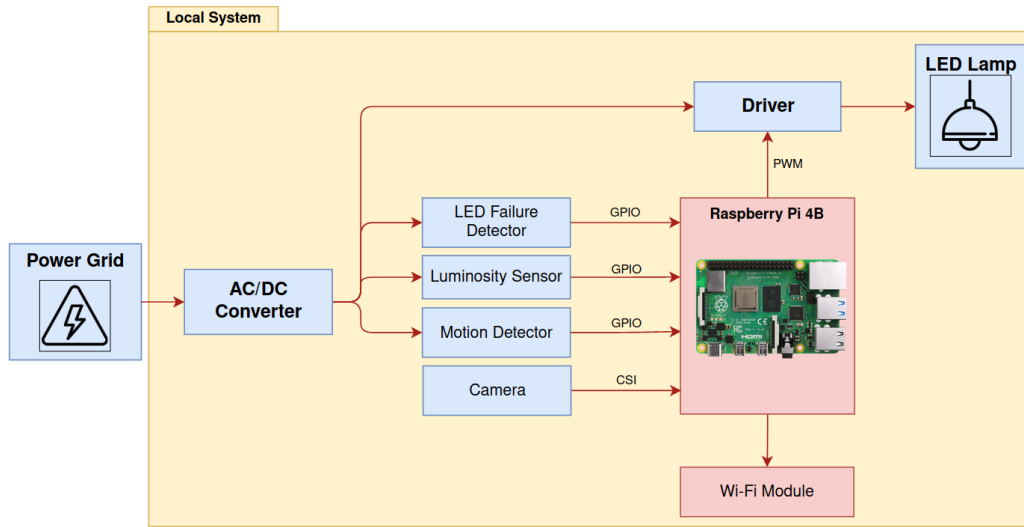 Local System
LED Lamp
Driver
PWM
LED Failure
Detector
GPIO
Raspberry Pi 4B
Power Grid
AC/DC
Converter
Luminosity Sensor
GPIO
Motion Detector
GPIO
HDMI
Camera
CSI
Wi-Fi Module